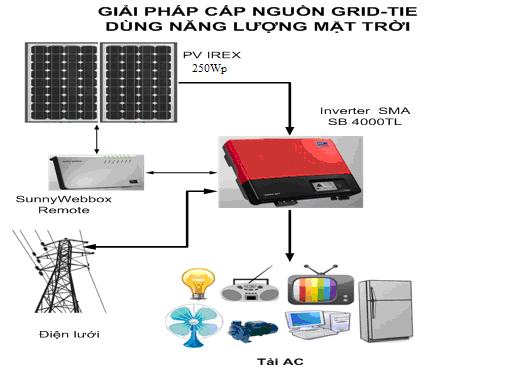 GIẢI PHÁP CẤP NGUỒN GRID-TIE
DÙNG NĂNG LƯỢNG MẶT TRỜI
PV IREX
250Wp
Inverter SMA
SB 4000TL
SunnyWebbox
Remote
Điện lưới
Tải AC